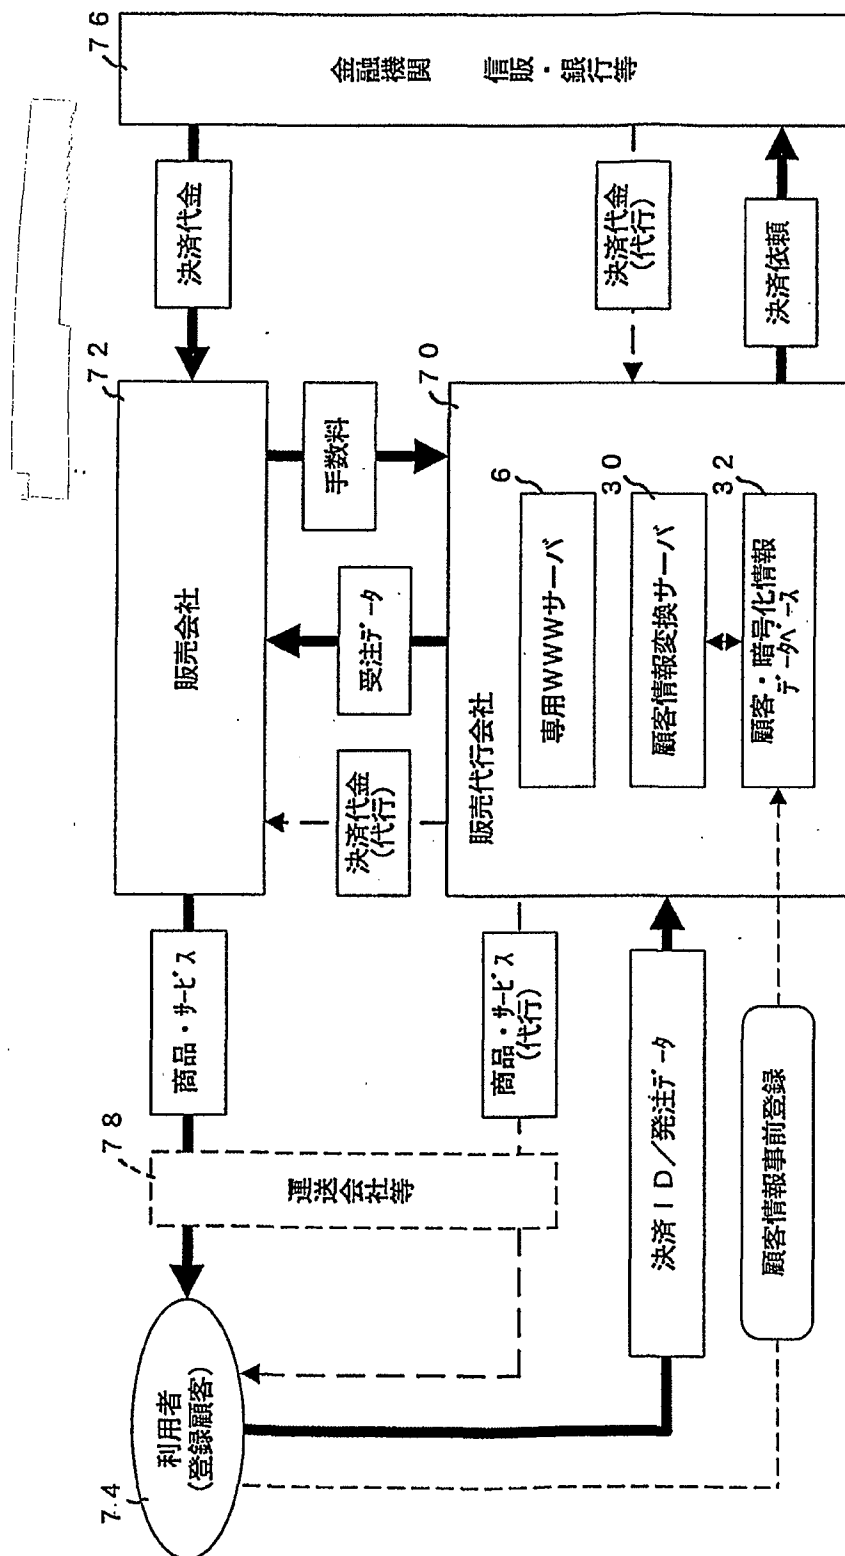 ７４
利用者
(登録顧客)
７８
運送会社等
商品・ｻｰﾋﾞｽ
商品・ｻｰﾋﾞｽ
(代行)
決済ＩＤ／発注ﾃﾞｰﾀ
顧客情報事前登録
７２
販売会社
決済代金
(代行)
受注ﾃﾞｰﾀ
手数料
７０
販売代行会社
６
専用ＷＷＷサーバ
３０
顧客情報変換サーバ
３２
顧客・暗号化情報
ﾃﾞｰﾀﾍﾞｰｽ
決済代金
決済代金
(代行)
決済依頼
７６
金融機関　信販・銀行等